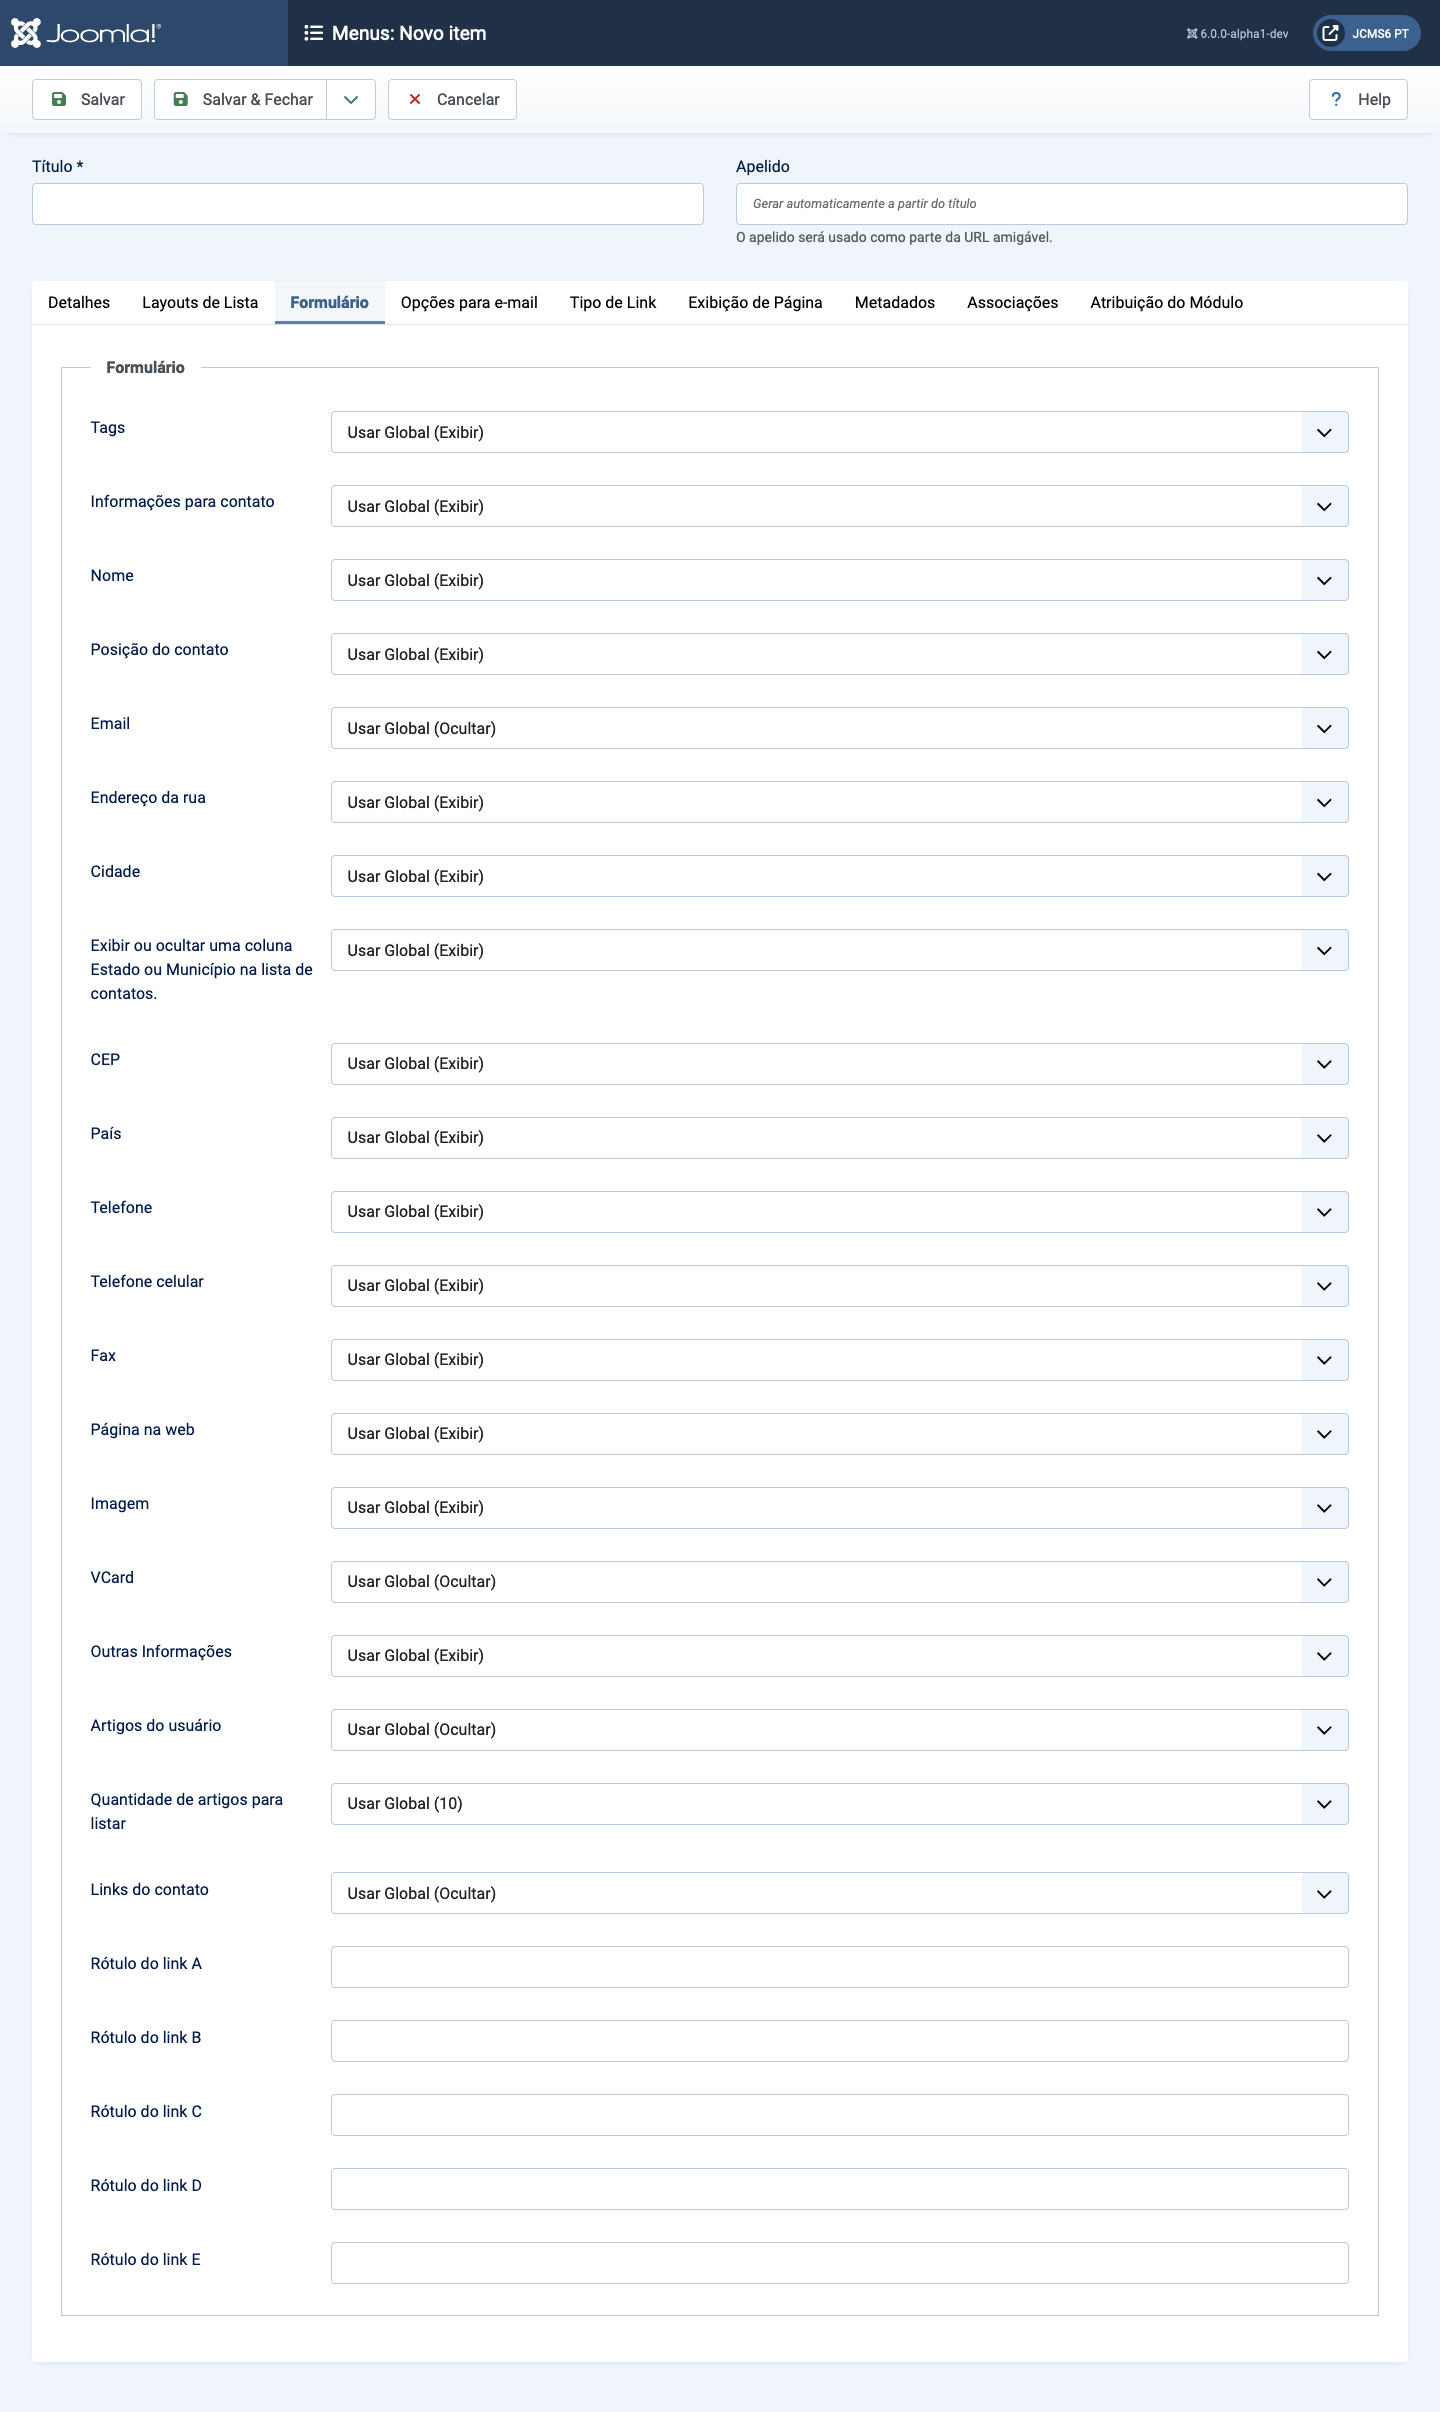 Joomla!®
Menus: Novo item
6.0.0-alpha1-dev
JCMS6 PT
Salvar
Salvar & Fechar
Cancelar
? Help
Título *
Apelido
Gerar automaticamente a partir do título
O apelido será usado como parte da URL amigável.
Detalhes Layouts de Lista Formulário Opções para e-mail Tipo de Link Exibição de Página Metadados Associações Atribuição do Módulo
Formulário
Tags
Usar Global (Exibir)
Informações para contato
Usar Global (Exibir)
Nome
Usar Global (Exibir)
Posição do contato
Usar Global (Exibir)
Email
Usar Global (Ocultar)
Endereço da rua
Usar Global (Exibir)
Cidade
Usar Global (Exibir)
Exibir ou ocultar uma coluna
Estado ou Município na lista de
contatos.
Usar Global (Exibir)
CEP
Usar Global (Exibir)
País
Usar Global (Exibir)
Telefone
Usar Global (Exibir)
Telefone celular
Usar Global (Exibir)
Fax
Usar Global (Exibir)
Página na web
Usar Global (Exibir)
Imagem
Usar Global (Exibir)
VCard
Usar Global (Ocultar)
Outras Informações
Usar Global (Exibir)
Artigos do usuário
Usar Global (Ocultar)
Quantidade de artigos para
listar
Usar Global (10)
Links do contato
Usar Global (Ocultar)
Rótulo do link A
Rótulo do link B
Rótulo do link C
Rótulo do link D
Rótulo do link E